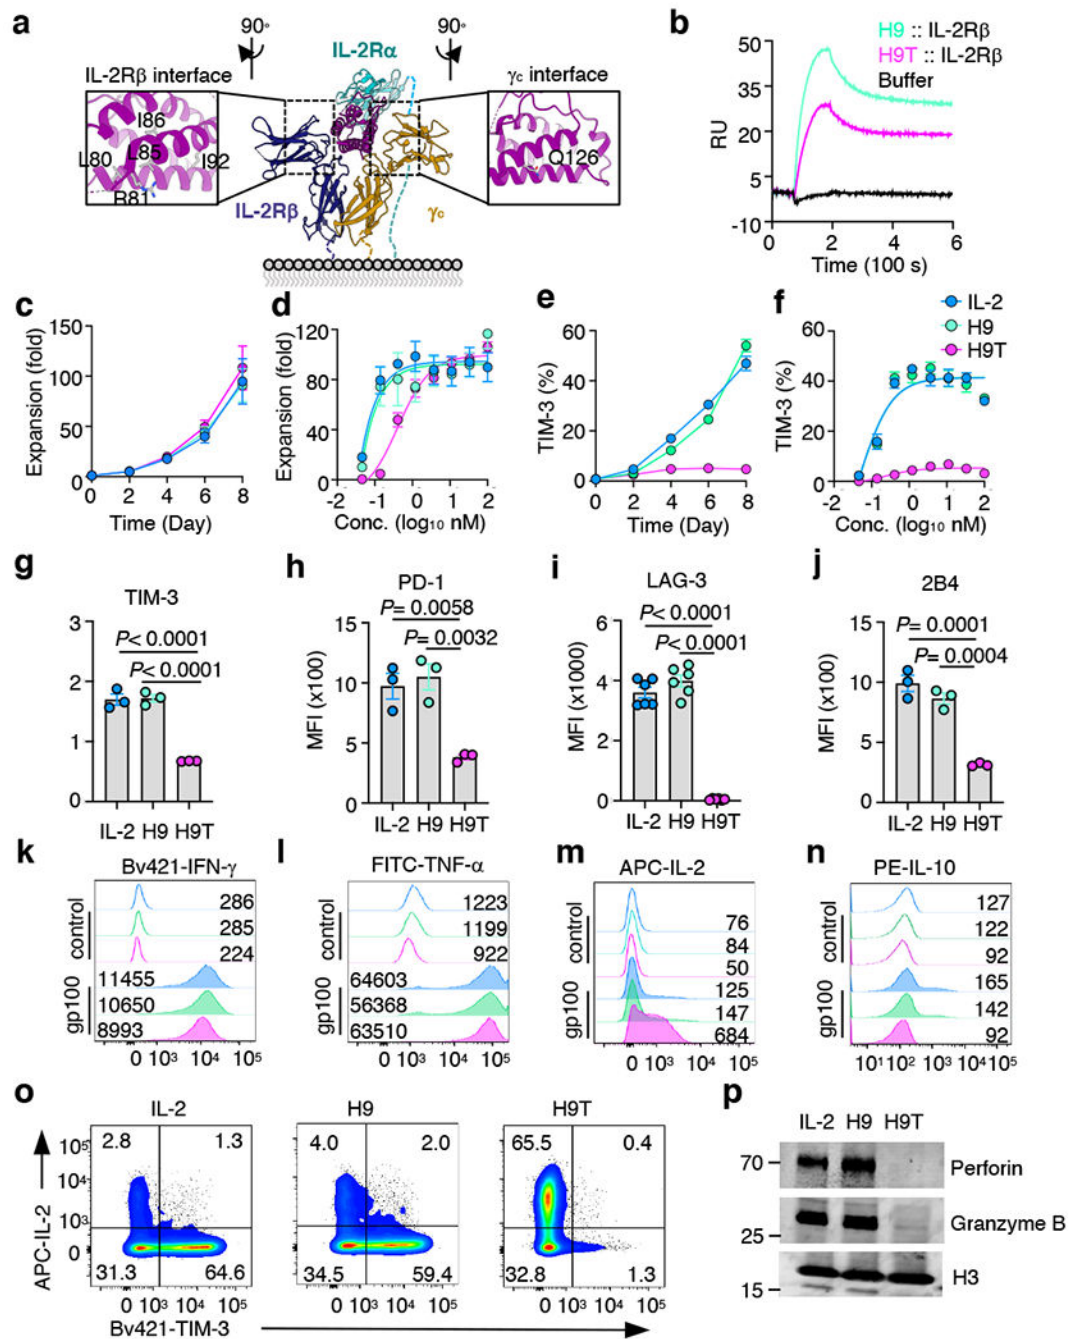 a
90°
90°
IL-2Rα
IL-2Rβ interface
γc interface
I86
L80
L85
I92
R81
Q126
IL-2Rβ
γc
b
H9 :: IL-2Rβ
H9T :: IL-2Rβ
Buffer
50
35
20
5
-10
RU
0 2 4 6
Time (100 s)
c
150
100
50
0
Expansion (fold)
0 2 4 6 8
Time (Day)
d
120
80
40
0
Expansion (fold)
-2 -1 0 1 2
Conc. (log10 nM)
e
60
40
20
0
TIM-3 (%)
0 2 4 6 8
Time (Day)
f
IL-2
H9
H9T
60
40
20
0
TIM-3 (%)
-2 -1 0 1 2
Conc. (log10 nM)
g
TIM-3
3
2
1
0
P< 0.0001
P< 0.0001
IL-2 H9 H9T
h
PD-1
P= 0.0058
P= 0.0032
15
10
5
0
MFI (x100)
IL-2 H9 H9T
i
LAG-3
P< 0.0001
P< 0.0001
6
4
2
0
MFI (x1000)
IL-2 H9 H9T
j
2B4
P= 0.0001
P= 0.0004
15
10
5
0
MFI (x100)
IL-2 H9 H9T
k
Bv421-IFN-γ
control
gp100
286
285
224
11455
10650
8993
0 10³ 10⁴ 10⁵
l
FITC-TNF-α
control
gp100
1223
1199
922
64603
56368
63510
0 10³ 10⁴ 10⁵
m
APC-IL-2
control
gp100
76
84
50
125
147
684
0 10³ 10⁴ 10⁵
n
PE-IL-10
control
gp100
127
122
92
165
142
92
10¹ 10² 10³ 10⁴ 10⁵
o
IL-2
H9
H9T
10⁵
10⁴
10³
0
APC-IL-2
2.8 1.3
31.3 64.6
4.0 2.0
34.5 59.4
65.5 0.4
32.8 1.3
0 10³ 10⁴ 10⁵
0 10³ 10⁴ 10⁵
0 10³ 10⁴ 10⁵
Bv421-TIM-3
p
IL-2 H9 H9T
70
Perforin
Granzyme B
25
H3
15